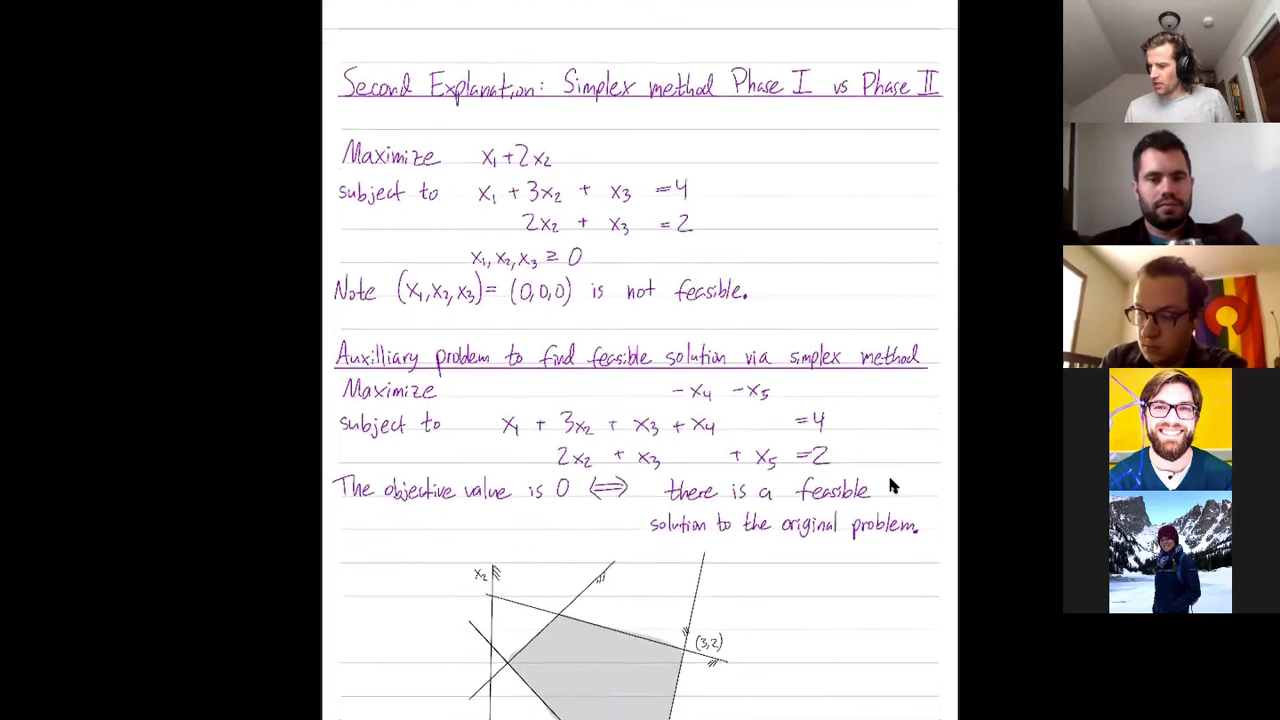 Second Explanation: Simplex method Phase I vs Phase II
Maximize x₁+2x₂
subject to x₁ + 3x₂ + x₃ =4
2x₂ + x₃ = 2
x₁, x₂, x₃ ≥ 0
Note (x₁, x₂, x₃)= (0,0,0) is not feasible.
Auxilliary problem to find feasible solution via simplex method
Maximize -x₄ -x₅
subject to x₁ + 3x₂ + x₃ + x₄ =4
2x₂ + x₃ + x₅ =2
The objective value is 0 ⟺ there is a feasible
solution to the original problem.
x₂
(3,2)